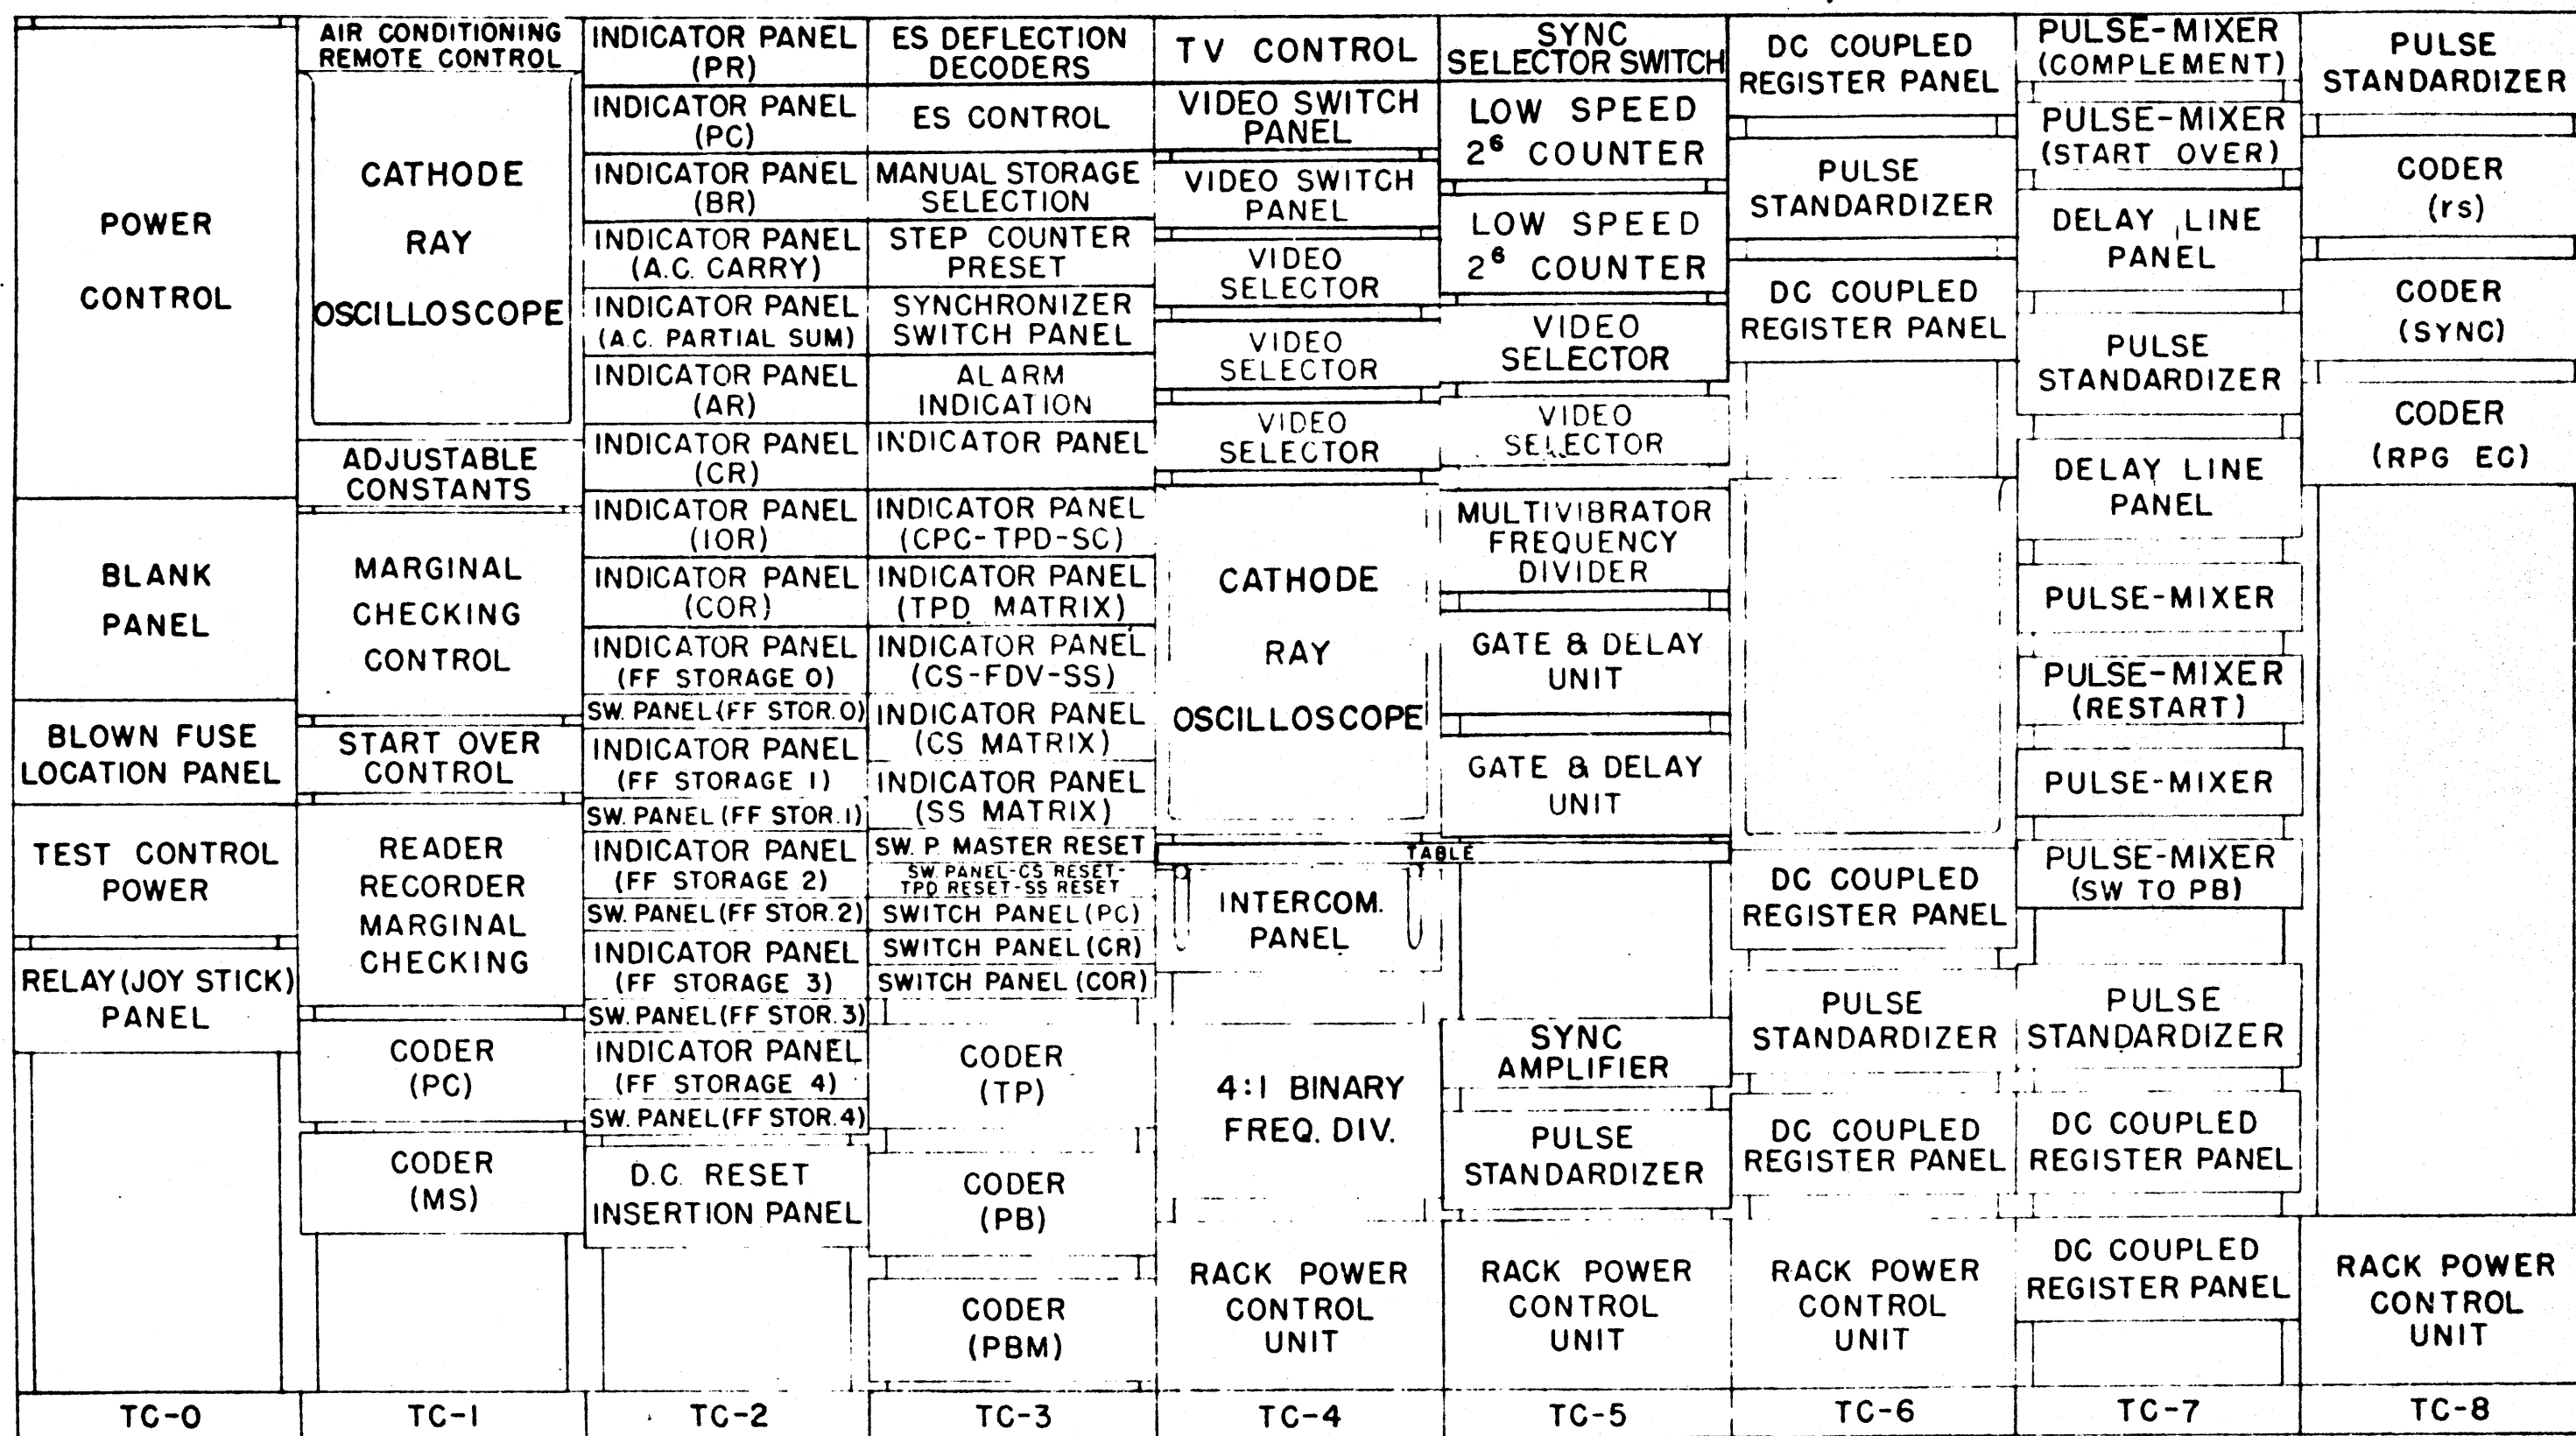 POWER
CONTROL
BLANK
PANEL
BLOWN FUSE
LOCATION PANEL
TEST CONTROL
POWER
RELAY (JOY STICK)
PANEL
TC-0
AIR CONDITIONING
REMOTE CONTROL
CATHODE
RAY
OSCILLOSCOPE
ADJUSTABLE
CONSTANTS
MARGINAL
CHECKING
CONTROL
START OVER
CONTROL
READER
RECORDER
MARGINAL
CHECKING
CODER
(PC)
CODER
(MS)
TC-1
INDICATOR PANEL
(PR)
INDICATOR PANEL
(PC)
INDICATOR PANEL
(BR)
INDICATOR PANEL
(A.C. CARRY)
INDICATOR PANEL
(A.C. PARTIAL SUM)
INDICATOR PANEL
(AR)
INDICATOR PANEL
(CR)
INDICATOR PANEL
(IOR)
INDICATOR PANEL
(COR)
INDICATOR PANEL
(FF STORAGE 0)
SW. PANEL (FF STOR. 0)
INDICATOR PANEL
(FF STORAGE 1)
SW. PANEL (FF STOR. 1)
INDICATOR PANEL
(FF STORAGE 2)
SW. PANEL (FF STOR. 2)
INDICATOR PANEL
(FF STORAGE 3)
SW. PANEL (FF STOR. 3)
INDICATOR PANEL
(FF STORAGE 4)
SW. PANEL (FF STOR. 4)
D.C. RESET
INSERTION PANEL
TC-2
ES DEFLECTION
DECODERS
ES CONTROL
MANUAL STORAGE
SELECTION
STEP COUNTER
PRESET
SYNCHRONIZER
SWITCH PANEL
ALARM
INDICATION
INDICATOR PANEL
INDICATOR PANEL
(CPC-TPD-SC)
INDICATOR PANEL
(TPD MATRIX)
INDICATOR PANEL
(CS-FDV-SS)
INDICATOR PANEL
(CS MATRIX)
INDICATOR PANEL
(SS MATRIX)
SW. P. MASTER RESET
SW. PANEL-CS RESET-
TPD RESET-SS RESET
SWITCH PANEL (PC)
SWITCH PANEL (CR)
SWITCH PANEL (COR)
CODER
(TP)
CODER
(PB)
CODER
(PBM)
TC-3
TV CONTROL
VIDEO SWITCH
PANEL
VIDEO SWITCH
PANEL
VIDEO
SELECTOR
VIDEO
SELECTOR
VIDEO
SELECTOR
CATHODE
RAY
OSCILLOSCOPE
TABLE
INTERCOM.
PANEL
4:1 BINARY
FREQ. DIV.
RACK POWER
CONTROL
UNIT
TC-4
SYNC
SELECTOR SWITCH
LOW SPEED
2⁶ COUNTER
LOW SPEED
2⁶ COUNTER
VIDEO
SELECTOR
VIDEO
SELECTOR
MULTIVIBRATOR
FREQUENCY
DIVIDER
GATE & DELAY
UNIT
GATE & DELAY
UNIT
SYNC
AMPLIFIER
PULSE
STANDARDIZER
RACK POWER
CONTROL
UNIT
TC-5
DC COUPLED
REGISTER PANEL
PULSE
STANDARDIZER
DC COUPLED
REGISTER PANEL
DC COUPLED
REGISTER PANEL
PULSE
STANDARDIZER
DC COUPLED
REGISTER PANEL
RACK POWER
CONTROL
UNIT
TC-6
PULSE-MIXER
(COMPLEMENT)
PULSE-MIXER
(START OVER)
DELAY LINE
PANEL
PULSE
STANDARDIZER
DELAY LINE
PANEL
PULSE-MIXER
PULSE-MIXER
(RESTART)
PULSE-MIXER
PULSE-MIXER
(SW TO PB)
PULSE
STANDARDIZER
DC COUPLED
REGISTER PANEL
DC COUPLED
REGISTER PANEL
TC-7
PULSE
STANDARDIZER
CODER
(rs)
CODER
(SYNC)
CODER
(RPG EC)
RACK POWER
CONTROL
UNIT
TC-8